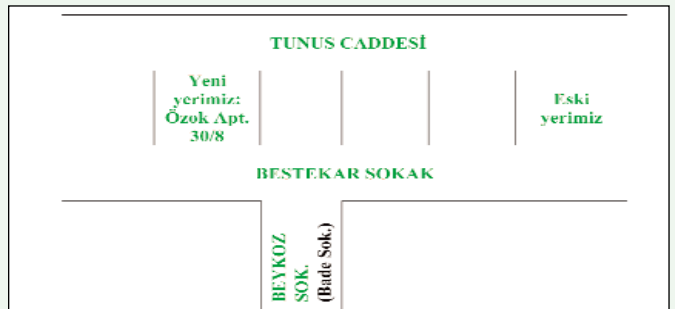 TUNUS CADDESİ
Yeni
yerimiz:
Özok Apt.
30/8
Eski
yerimiz
BESTEKAR SOKAK
BEYKOZ
SOK.
(Bade Sok.)